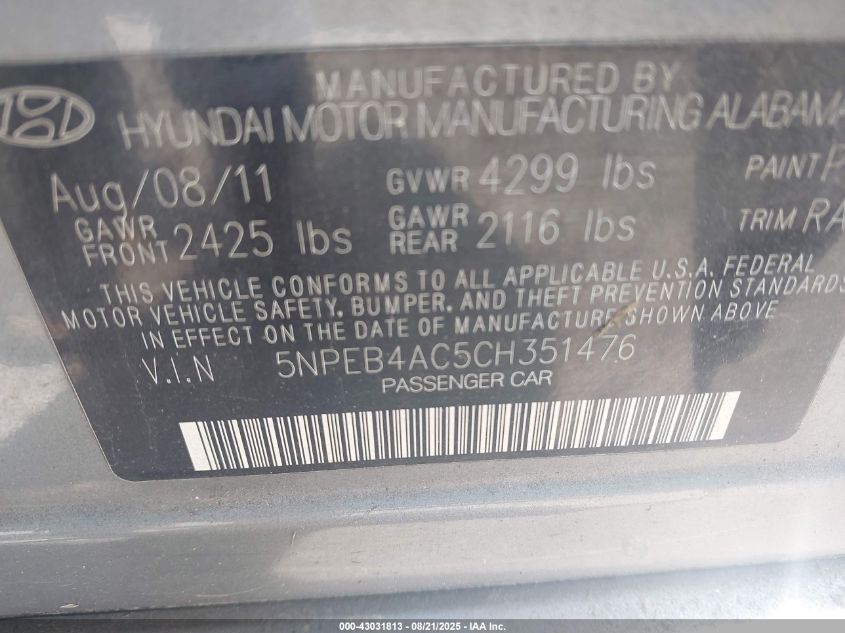 MANUFACTURED BY
HYUNDAI MOTOR MANUFACTURING ALABAMA
Aug/08/11 GVWR 4299 lbs PAINT
GAWR FRONT 2425 lbs GAWR REAR 2116 lbs TRIM RA
THIS VEHICLE CONFORMS TO ALL APPLICABLE U.S.A. FEDERAL
MOTOR VEHICLE SAFETY, BUMPER, AND THEFT PREVENTION STANDARDS
IN EFFECT ON THE DATE OF MANUFACTURE SHOWN ABOVE
V.I.N 5NPEB4AC5CH351476
PASSENGER CAR
000-43031813 - 08/21/2025 - IAA Inc.